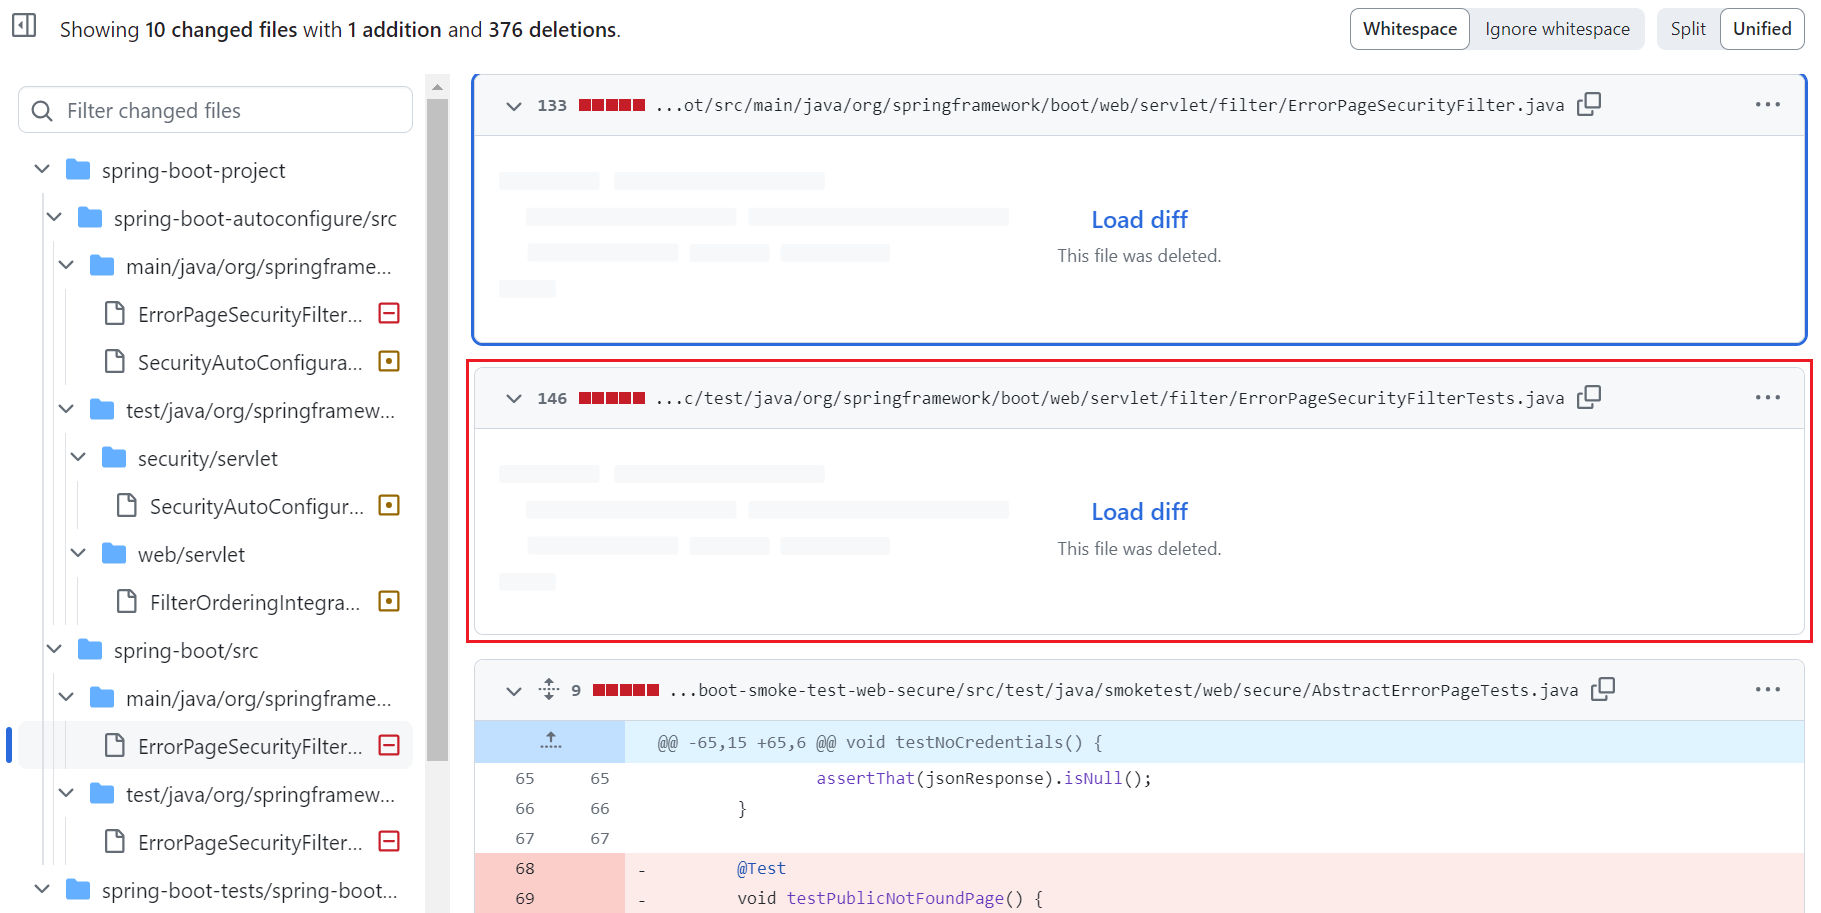 Showing 10 changed files with 1 addition and 376 deletions.
Whitespace
Ignore whitespace
Split
Unified
Filter changed files
spring-boot-project
spring-boot-autoconfigure/src
main/java/org/springframe...
ErrorPageSecurityFilter...
SecurityAutoConfigura...
test/java/org/springframew...
security/servlet
SecurityAutoConfigur...
web/servlet
FilterOrderingIntegra...
spring-boot/src
main/java/org/springframe...
ErrorPageSecurityFilter...
test/java/org/springframew...
ErrorPageSecurityFilter...
spring-boot-tests/spring-boot...
133 ...ot/src/main/java/org/springframework/boot/web/servlet/filter/ErrorPageSecurityFilter.java
Load diff
This file was deleted.
146 ...c/test/java/org/springframework/boot/web/servlet/filter/ErrorPageSecurityFilterTests.java
Load diff
This file was deleted.
9 ...boot-smoke-test-web-secure/src/test/java/smoketest/web/secure/AbstractErrorPageTests.java
@@ -65,15 +65,6 @@ void testNoCredentials() {
65 65 assertThat(jsonResponse).isNull();
66 66 }
67 67
68 - @Test
69 - void testPublicNotFoundPage() {